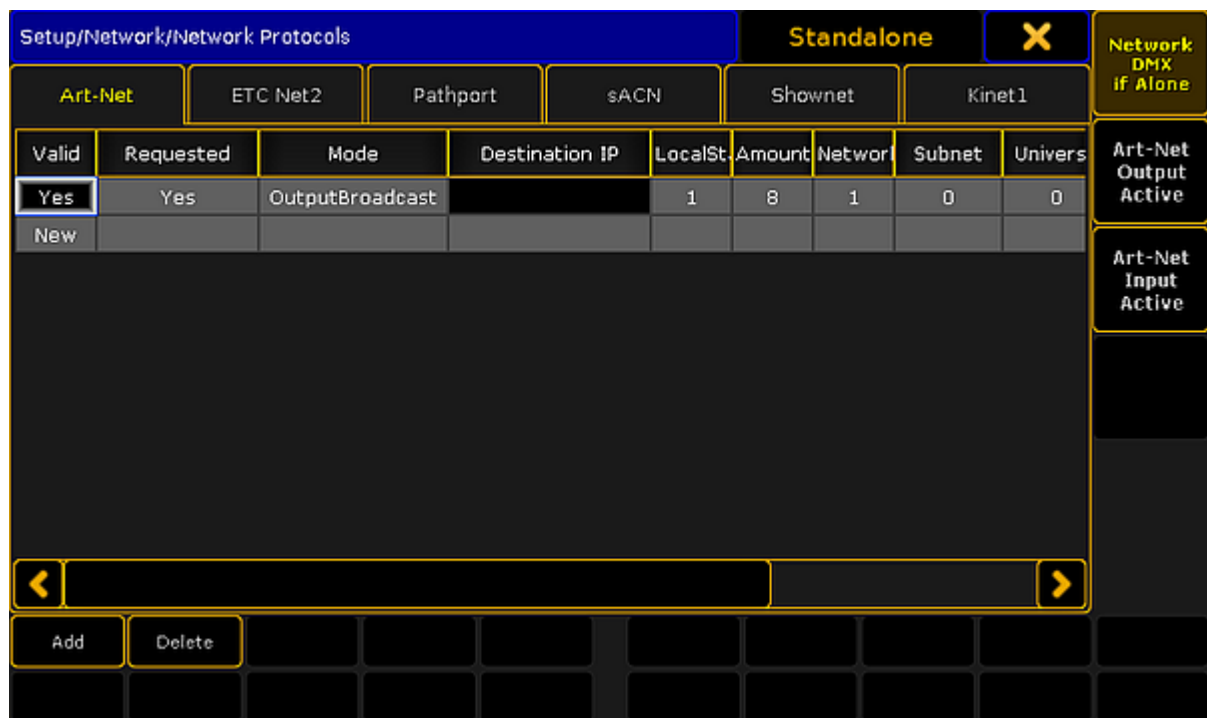 Setup/Network/Network Protocols Standalone
Network
DMX
if Alone
Art-Net ETC Net2 Pathport sACN Shownet Kinet1
Valid Requested Mode Destination IP LocalSt. Amount Networl Subnet Univers
Yes Yes OutputBroadcast 1 8 1 0 0
New
Art-Net
Output
Active
Art-Net
Input
Active
Add Delete